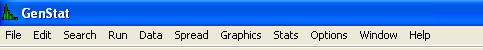 GenStat
File Edit Search Run Data Spread Graphics Stats Options Window Help